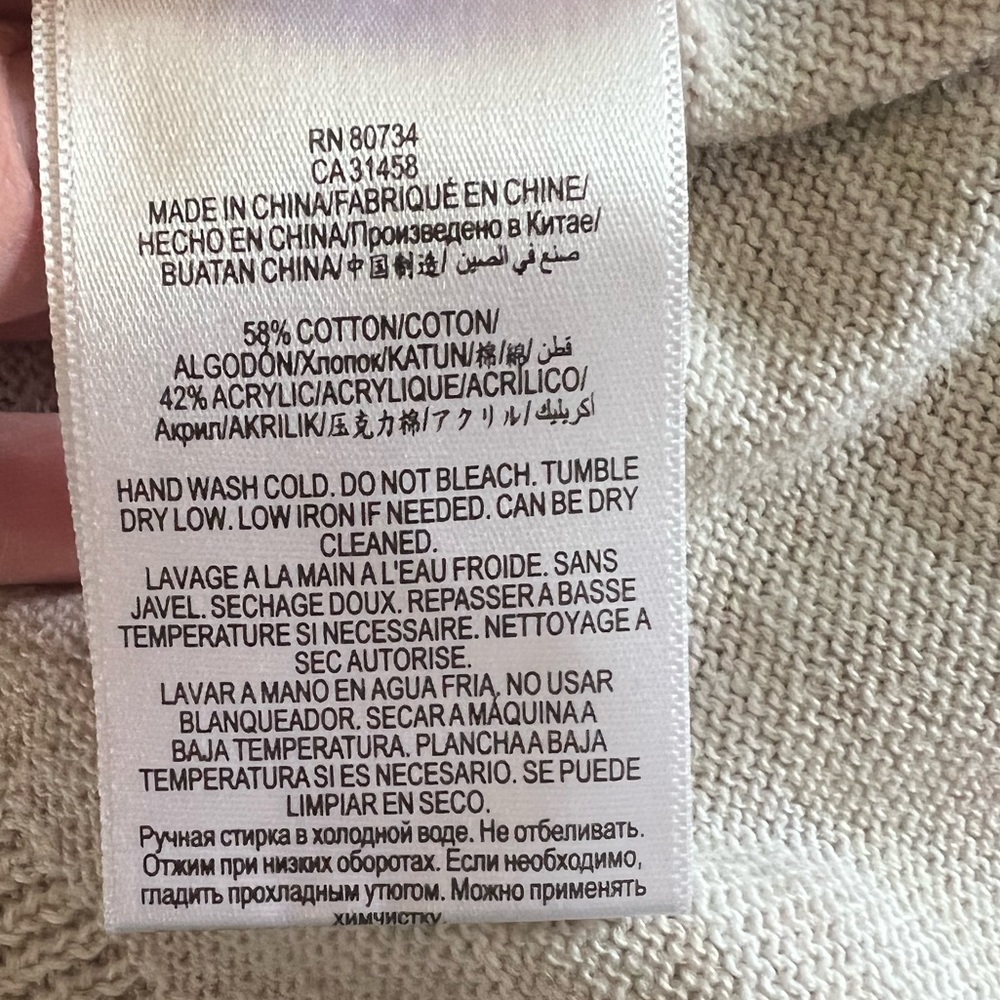 RN 80734
CA 31458
MADE IN CHINA/FABRIQUÉ EN CHINE/
HECHO EN CHINA/Произведено в Китае/
BUATAN CHINA/中国制造/ صنع في الصين
58% COTTON/COTON/
ALGODÓN/Хлопок/KATUN/棉/綿/ قطن
42% ACRYLIC/ACRYLIQUE/ACRÍLICO/
Акрил/AKRILIK/压克力棉/アクリル/ اكريليك
HAND WASH COLD. DO NOT BLEACH. TUMBLE
DRY LOW. LOW IRON IF NEEDED. CAN BE DRY
CLEANED.
LAVAGE A LA MAIN A L'EAU FROIDE. SANS
JAVEL. SECHAGE DOUX. REPASSER A BASSE
TEMPERATURE SI NECESSAIRE. NETTOYAGE A
SEC AUTORISE.
LAVAR A MANO EN AGUA FRIA. NO USAR
BLANQUEADOR. SECAR A MÁQUINA A
BAJA TEMPERATURA. PLANCHA A BAJA
TEMPERATURA SI ES NECESARIO. SE PUEDE
LIMPIAR EN SECO.
Ручная стирка в холодной воде. Не отбеливать.
Отжим при низких оборотах. Если необходимо,
гладить прохладным утюгом. Можно применять
химчистку.